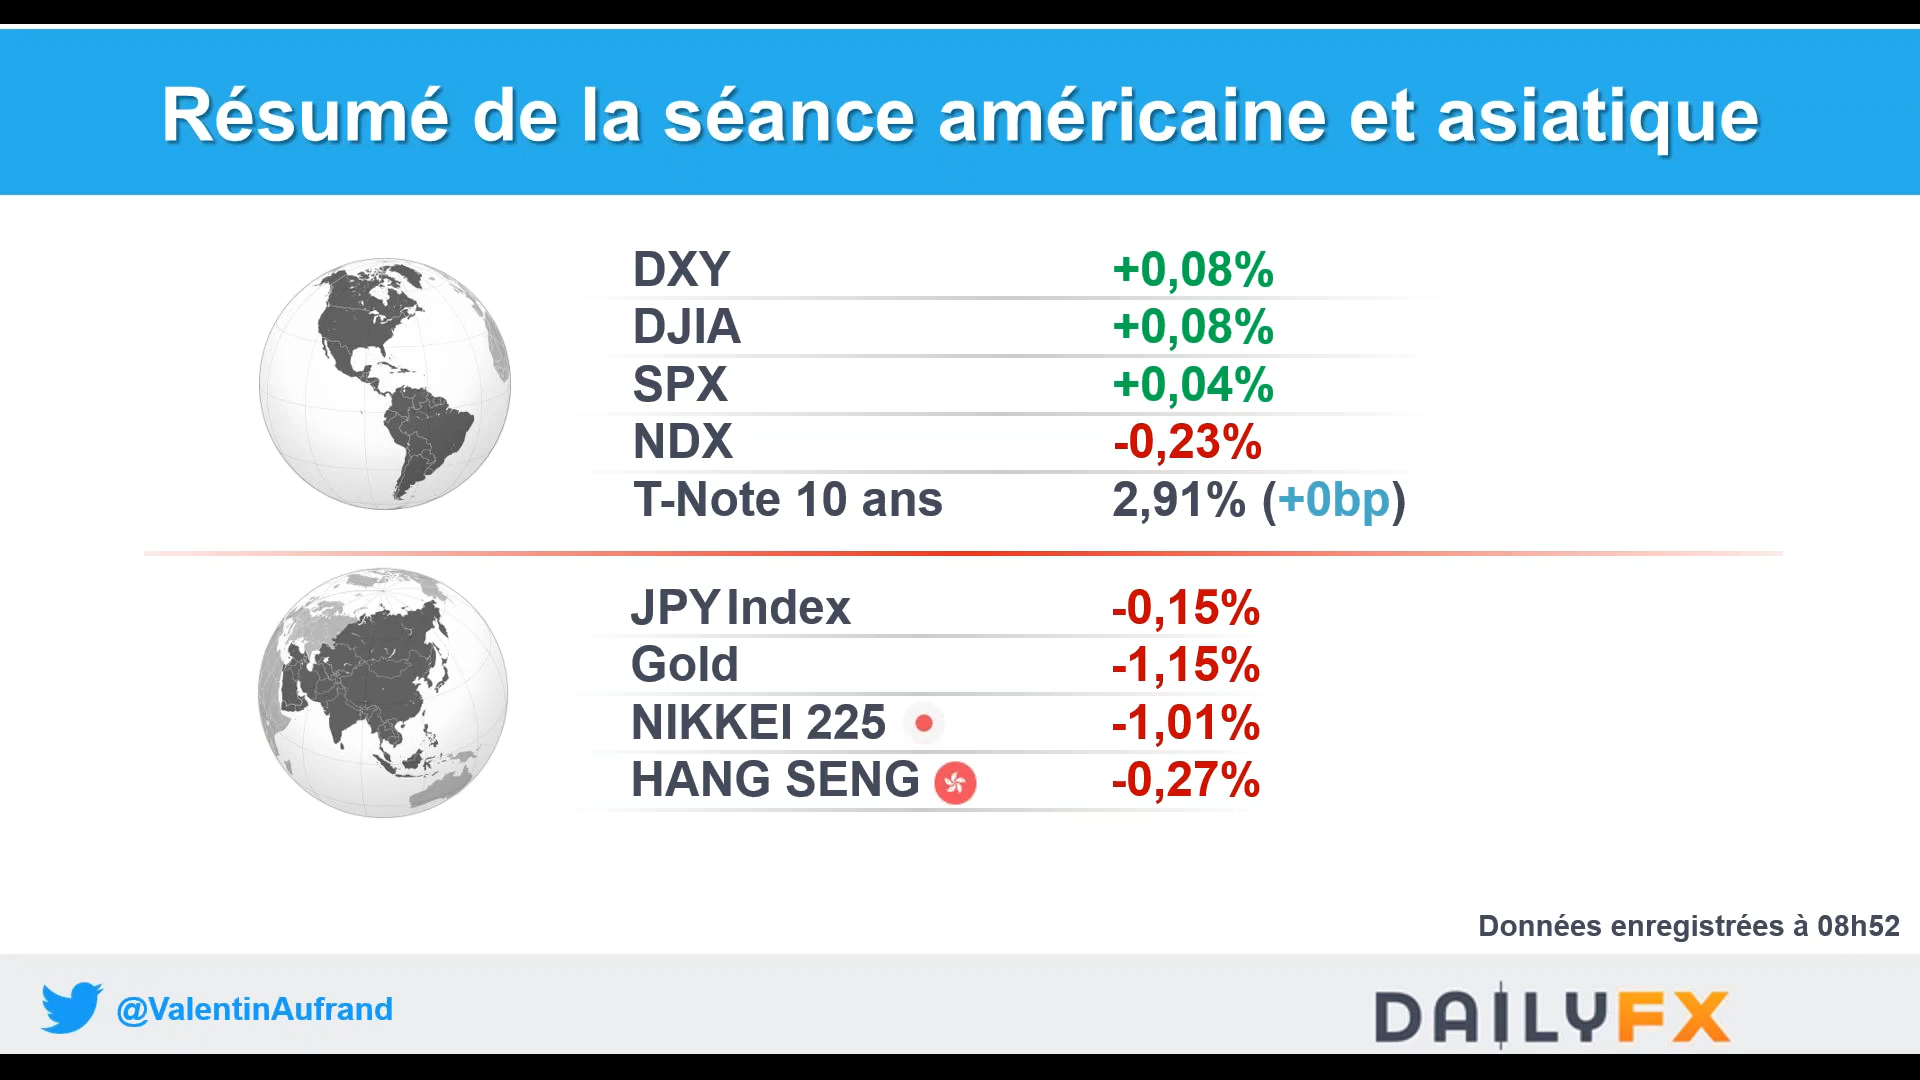 Résumé de la séance américaine et asiatique
DXY +0,08%
DJIA +0,08%
SPX +0,04%
NDX -0,23%
T-Note 10 ans 2,91% (+0bp)
JPY Index -0,15%
Gold -1,15%
NIKKEI 225 -1,01%
HANG SENG -0,27%
Données enregistrées à 08h52
@ValentinAufrand
DAILYFX